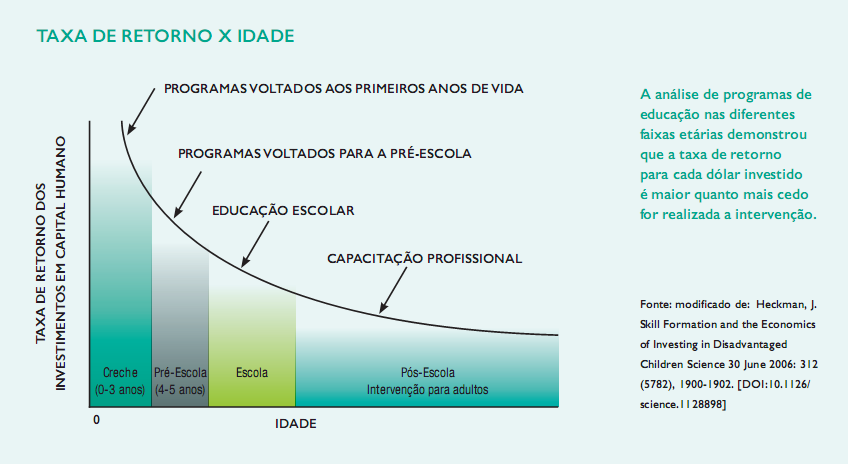 TAXA DE RETORNO X IDADE
PROGRAMAS VOLTADOS AOS PRIMEIROS ANOS DE VIDA
PROGRAMAS VOLTADOS PARA A PRÉ-ESCOLA
EDUCAÇÃO ESCOLAR
CAPACITAÇÃO PROFISSIONAL
TAXA DE RETORNO DOS
INVESTIMENTOS EM CAPITAL HUMANO
Creche
(0-3 anos)
Pré-Escola
(4-5 anos)
Escola
Pós-Escola
Intervenção para adultos
0
IDADE
A análise de programas de
educação nas diferentes
faixas etárias demonstrou
que a taxa de retorno
para cada dólar investido
é maior quanto mais cedo
for realizada a intervenção.
Fonte: modificado de: Heckman, J.
Skill Formation and the Economics
of Investing in Disadvantaged
Children Science 30 June 2006: 312
(5782), 1900-1902. [DOI:10.1126/
science.1128898]